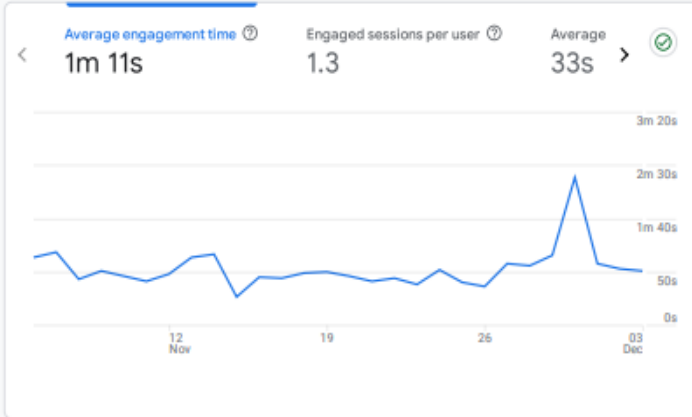 Average engagement time
1m 11s
Engaged sessions per user
1.3
Average
33s
3m 20s
2m 30s
1m 40s
50s
0s
12
Nov
19
26
03
Dec